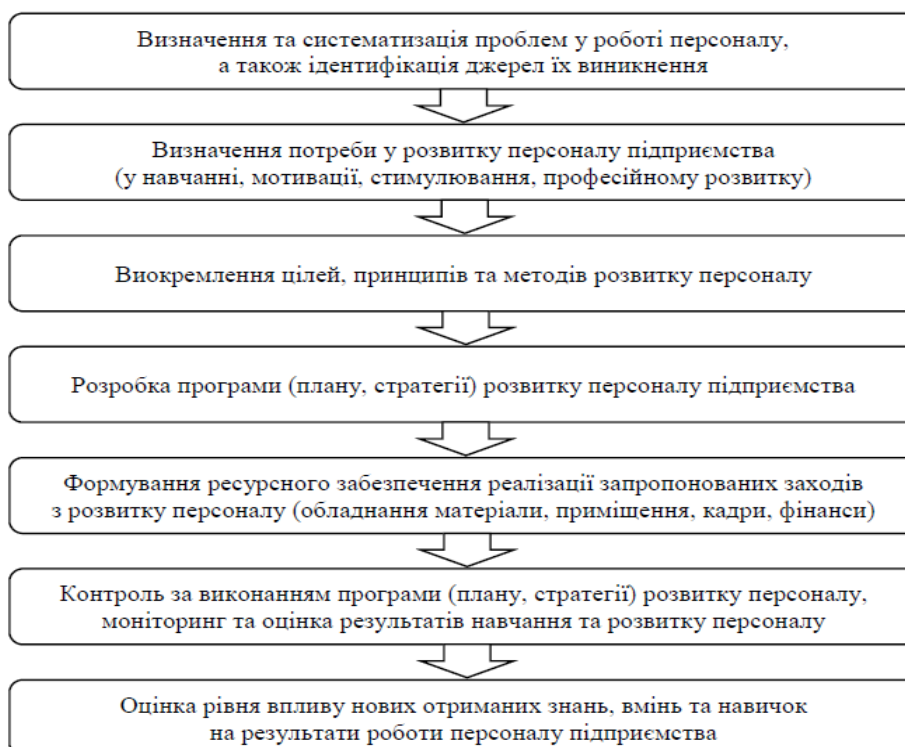 Визначення та систематизація проблем у роботі персоналу,
а також ідентифікація джерел їх виникнення
Визначення потреби у розвитку персоналу підприємства
(у навчанні, мотивації, стимулювання, професійному розвитку)
Виокремлення цілей, принципів та методів розвитку персоналу
Розробка програми (плану, стратегії) розвитку персоналу підприємства
Формування ресурсного забезпечення реалізації запропонованих заходів
з розвитку персоналу (обладнання матеріали, приміщення, кадри, фінанси)
Контроль за виконанням програми (плану, стратегії) розвитку персоналу,
моніторинг та оцінка результатів навчання та розвитку персоналу
Оцінка рівня впливу нових отриманих знань, вмінь та навичок
на результати роботи персоналу підприємства